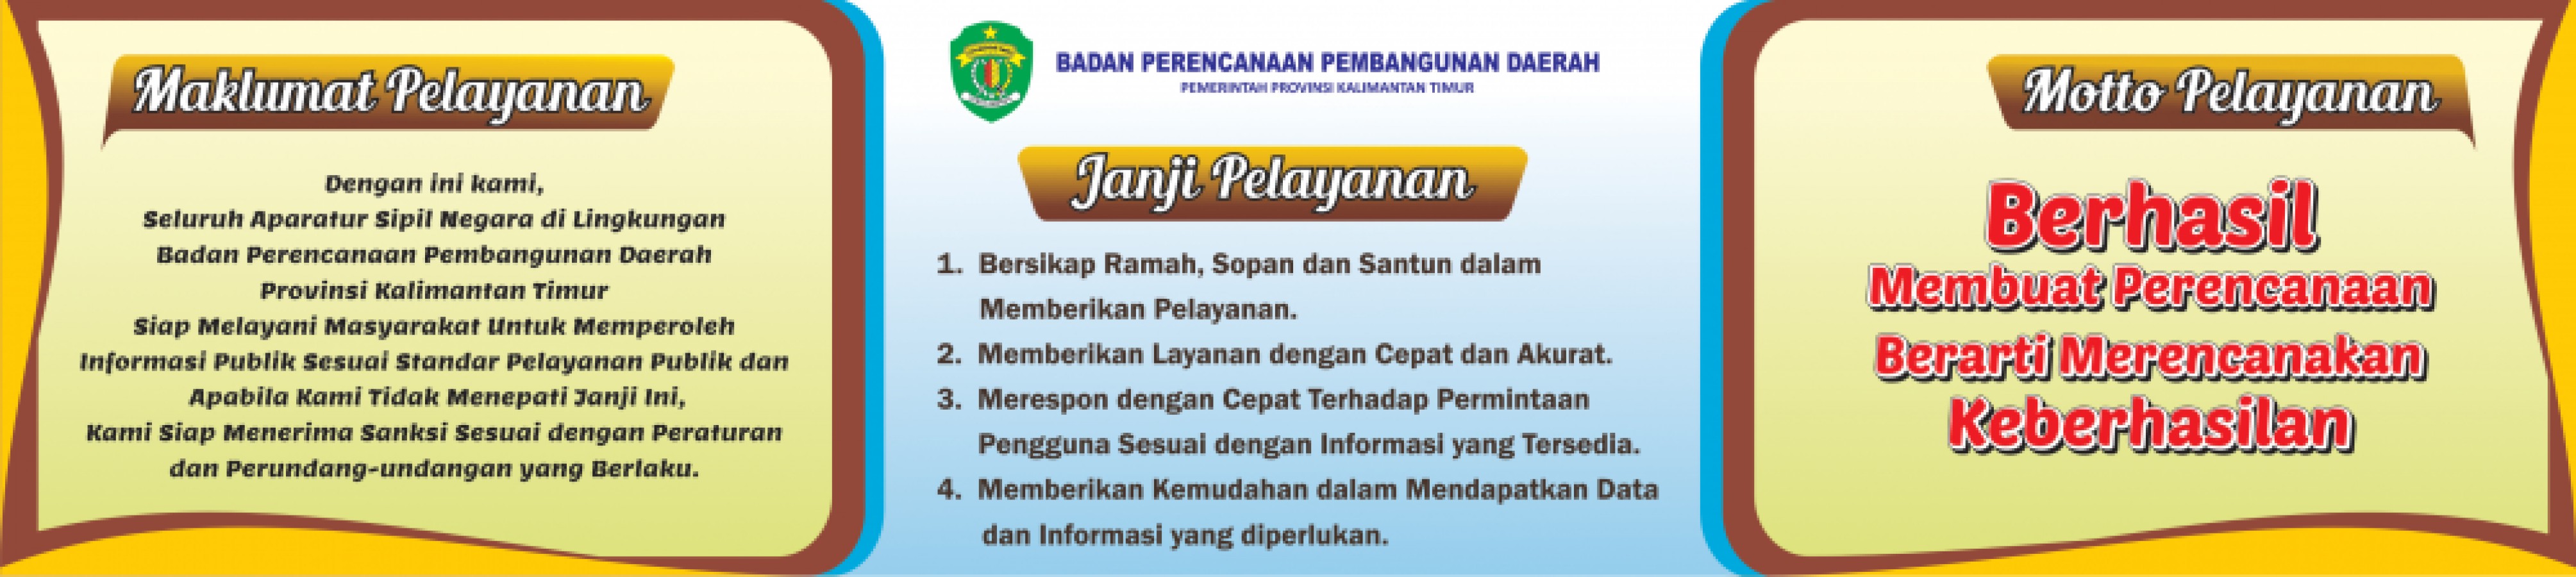 Maklumat Pelayanan
Dengan ini kami,
Seluruh Aparatur Sipil Negara di Lingkungan
Badan Perencanaan Pembangunan Daerah
Provinsi Kalimantan Timur
Siap Melayani Masyarakat Untuk Memperoleh
Informasi Publik Sesuai Standar Pelayanan Publik dan
Apabila Kami Tidak Menepati Janji Ini,
Kami Siap Menerima Sanksi Sesuai dengan Peraturan
dan Perundang-undangan yang Berlaku.
BADAN PERENCANAAN PEMBANGUNAN DAERAH
PEMERINTAH PROVINSI KALIMANTAN TIMUR
Janji Pelayanan
1. Bersikap Ramah, Sopan dan Santun dalam
Memberikan Pelayanan.
2. Memberikan Layanan dengan Cepat dan Akurat.
3. Merespon dengan Cepat Terhadap Permintaan
Pengguna Sesuai dengan Informasi yang Tersedia.
4. Memberikan Kemudahan dalam Mendapatkan Data
dan Informasi yang diperlukan.
Motto Pelayanan
Berhasil
Membuat Perencanaan
Berarti Merencanakan
Keberhasilan